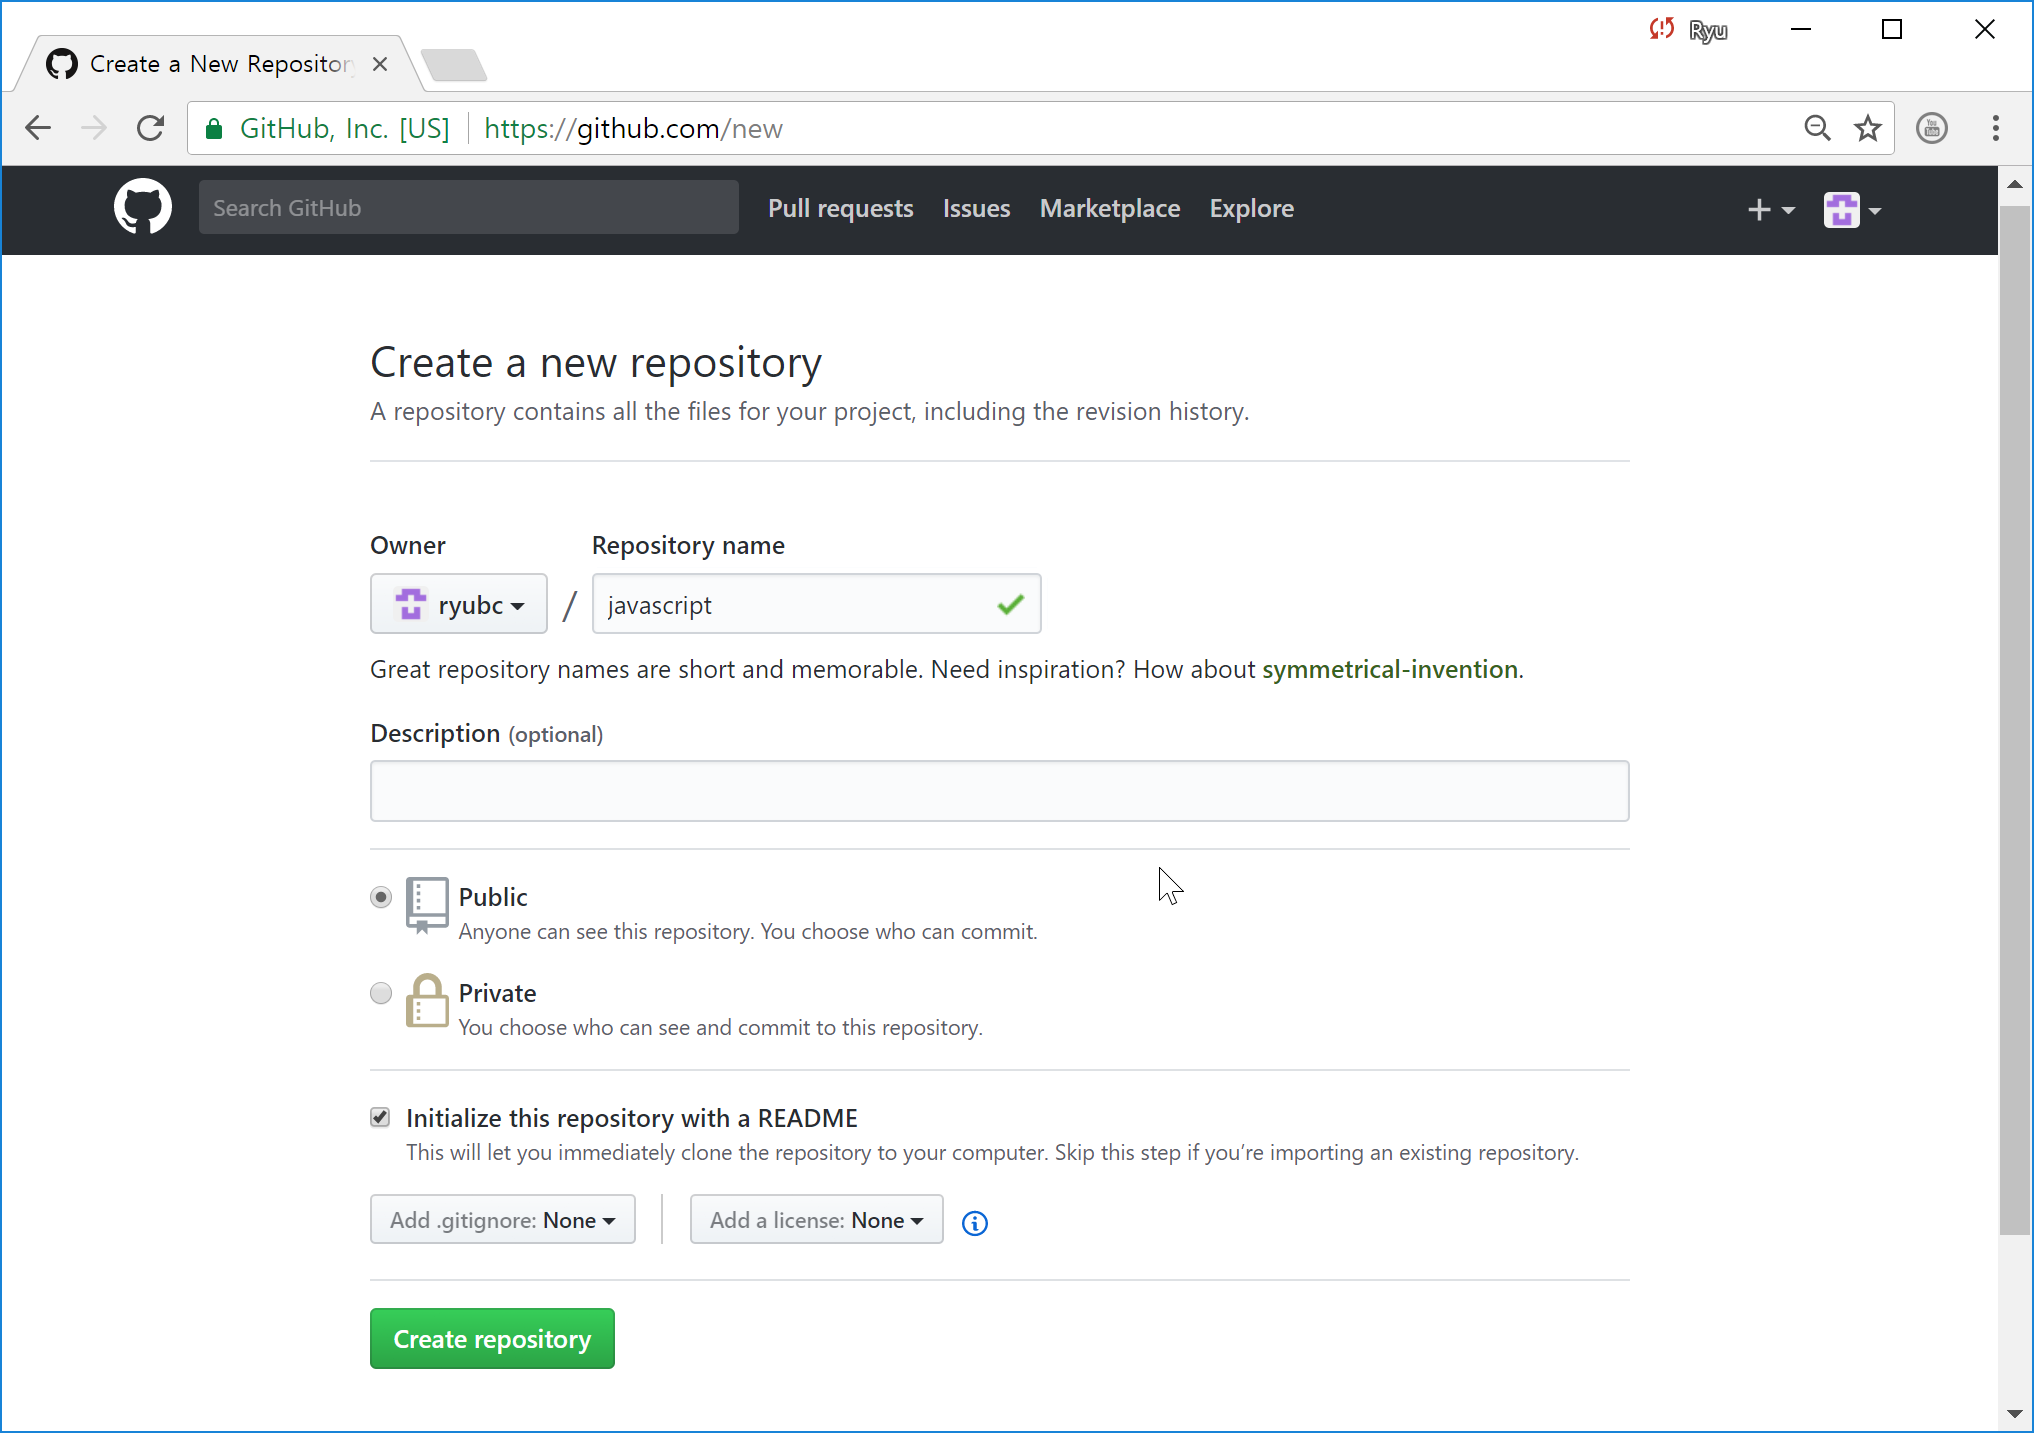 Ryu
Create a New Repository
GitHub, Inc. [US] https://github.com/new
Search GitHub Pull requests Issues Marketplace Explore
Create a new repository
A repository contains all the files for your project, including the revision history.
Owner Repository name
ryubc / javascript
Great repository names are short and memorable. Need inspiration? How about symmetrical-invention.
Description (optional)
Public
Anyone can see this repository. You choose who can commit.
Private
You choose who can see and commit to this repository.
Initialize this repository with a README
This will let you immediately clone the repository to your computer. Skip this step if you’re importing an existing repository.
Add .gitignore: None Add a license: None
Create repository